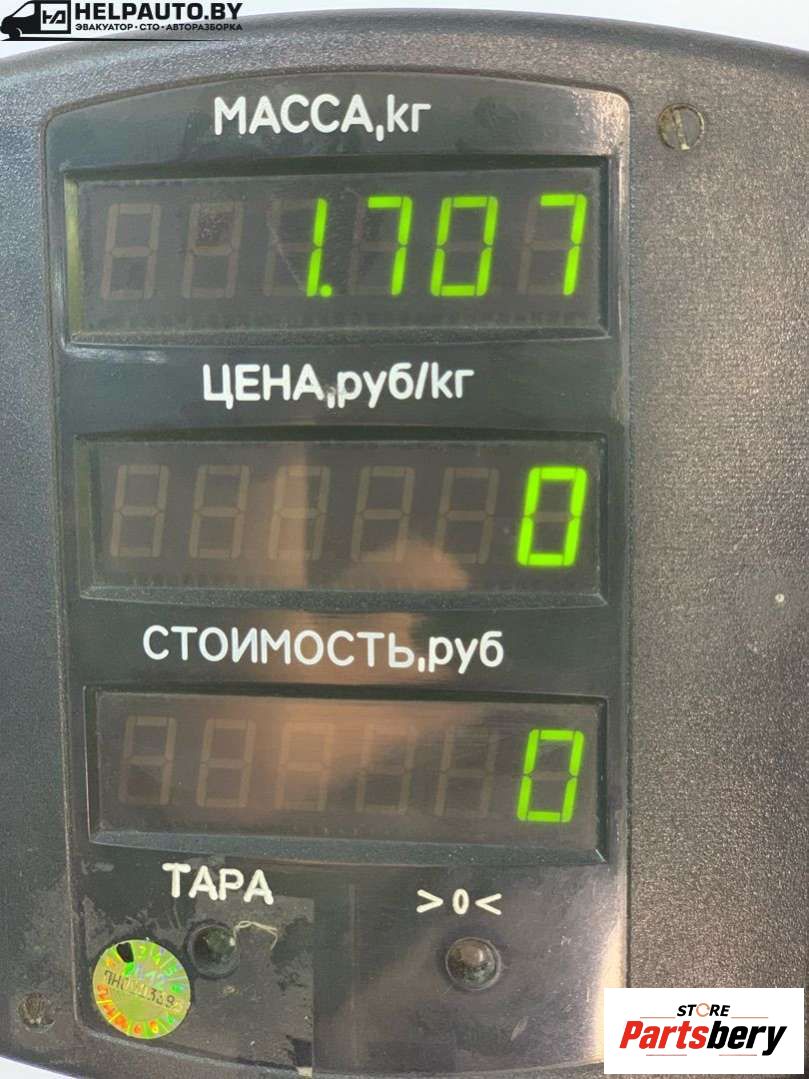 HELPAUTO.BY
ЭВАКУАТОР • СТО • АВТОРАЗБОРКА
МАССА,кг
1.707
ЦЕНА,руб/кг
0
СТОИМОСТЬ,руб
0
ТАРА
>0<
STORE
Partsbery